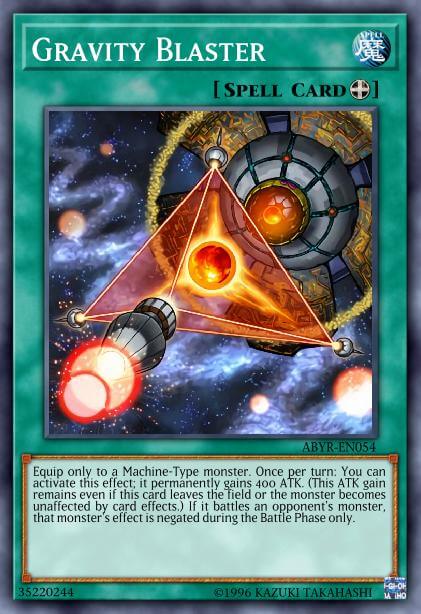 GRAVITY BLASTER
SPELL
魔
[SPELL CARD]
ABYR-EN054
Equip only to a Machine-Type monster. Once per turn: You can
activate this effect; it permanently gains 400 ATK. (This ATK gain
remains even if this card leaves the field or the monster becomes
unaffected by card effects.) If it battles an opponent's monster,
that monster's effect is negated during the Battle Phase only.
35220244
©1996 KAZUKI TAKAHASHI